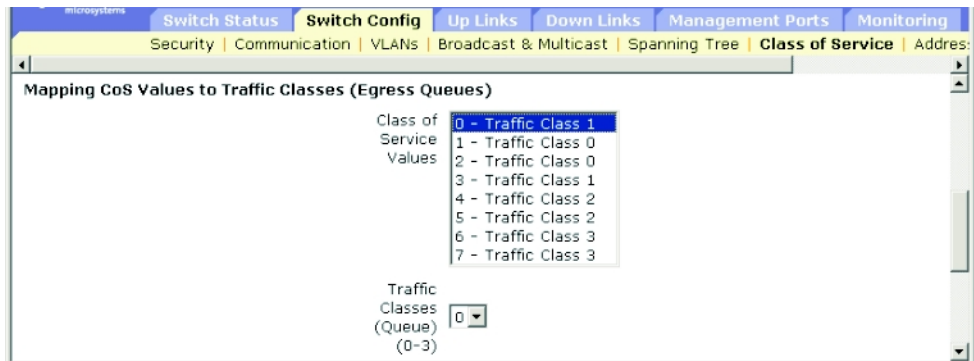 microsystems
Switch Status Switch Config Up Links Down Links Management Ports Monitoring
Security | Communication | VLANs | Broadcast & Multicast | Spanning Tree | Class of Service | Addres
Mapping CoS Values to Traffic Classes (Egress Queues)
Class of
Service
Values
0 - Traffic Class 1
1 - Traffic Class 0
2 - Traffic Class 0
3 - Traffic Class 1
4 - Traffic Class 2
5 - Traffic Class 2
6 - Traffic Class 3
7 - Traffic Class 3
Traffic
Classes
(Queue)
(0-3)
0